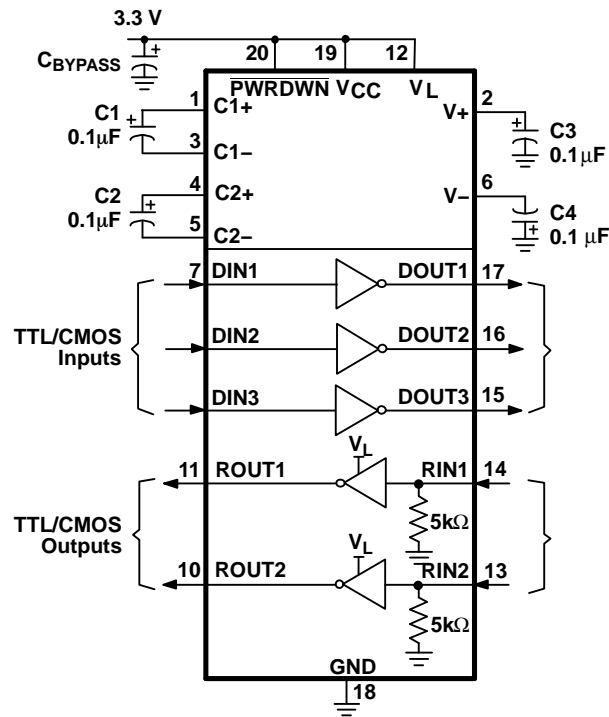 3.3 V
20
19
12
CBYPASS
+
PWRDWN
VCC
VL
C1
0.1μF
+
1
C1+
V+
2
+
C3
0.1μF
3
C1−
C2
0.1μF
+
4
C2+
V−
6
C4
0.1 μF
+
5
C2−
7
DIN1
DOUT1
17
TTL/CMOS
Inputs
DIN2
DOUT2
16
DIN3
DOUT3
15
11
ROUT1
VL
RIN1
14
5kΩ
TTL/CMOS
Outputs
10
ROUT2
VL
RIN2
13
5kΩ
GND
18